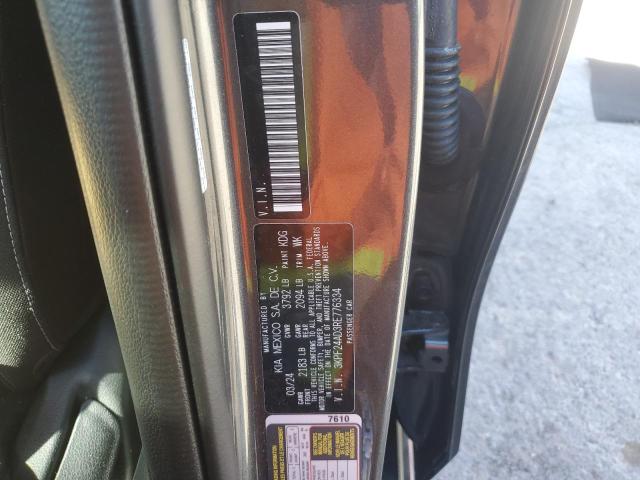 V.I.N.
MANUFACTURED BY
KIA MEXICO S.A. DE C.V.
03/24 GVWR 3792 LB PAINT KDG
GAWR FRONT 2183 LB GAWR REAR 2094 LB TRIM WK
THIS VEHICLE CONFORMS TO ALL APPLICABLE U.S.A. FEDERAL
MOTOR VEHICLE SAFETY, BUMPER, AND THEFT PREVENTION STANDARDS
IN EFFECT ON THE DATE OF MANUFACTURE SHOWN ABOVE.
V.I.N. 3KPF24AD3RE776334
PASSENGER CAR
7610